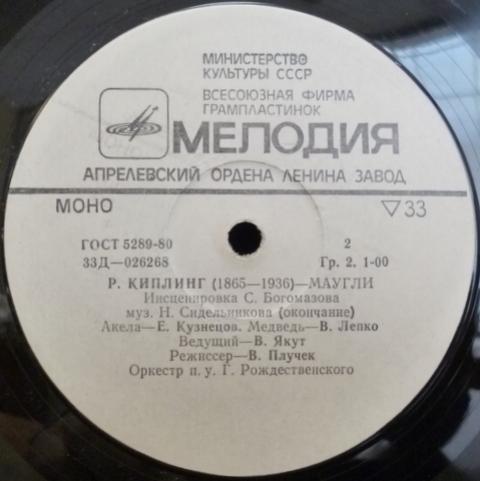 МИНИСТЕРСТВО
КУЛЬТУРЫ СССР
ВСЕСОЮЗНАЯ ФИРМА
ГРАМПЛАСТИНОК
МЕЛОДИЯ
АПРЕЛЕВСКИЙ ОРДЕНА ЛЕНИНА ЗАВОД
МОНО ▽33
ГОСТ 5289-80 2
33Д—026268 Гр. 2. 1-00
Р. КИПЛИНГ (1865—1936)—МАУГЛИ
Инсценировка С. Богомазова
муз. Н. Сидельникова (окончание)
Акела—Е. Кузнецов. Медведь—В. Лепко
Ведущий—В. Якут
Режиссер—В. Плучек
Оркестр п. у. Г. Рождественского